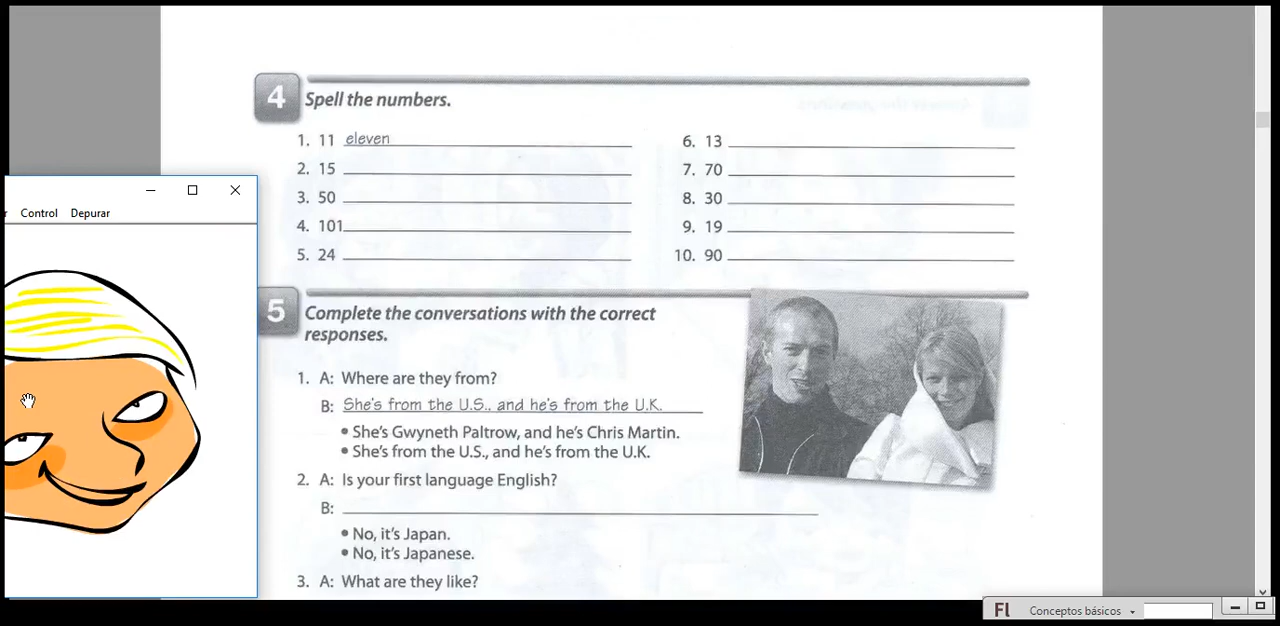 4 Spell the numbers.
1. 11 eleven
2. 15
3. 50
4. 101
5. 24
6. 13
7. 70
8. 30
9. 19
10. 90
r Control Depurar
5 Complete the conversations with the correct
responses.
1. A: Where are they from?
B: She's from the U.S., and he's from the U.K.
• She's Gwyneth Paltrow, and he's Chris Martin.
• She's from the U.S., and he's from the U.K.
2. A: Is your first language English?
B:
• No, it's Japan.
• No, it's Japanese.
3. A: What are they like?
Fl Conceptos básicos